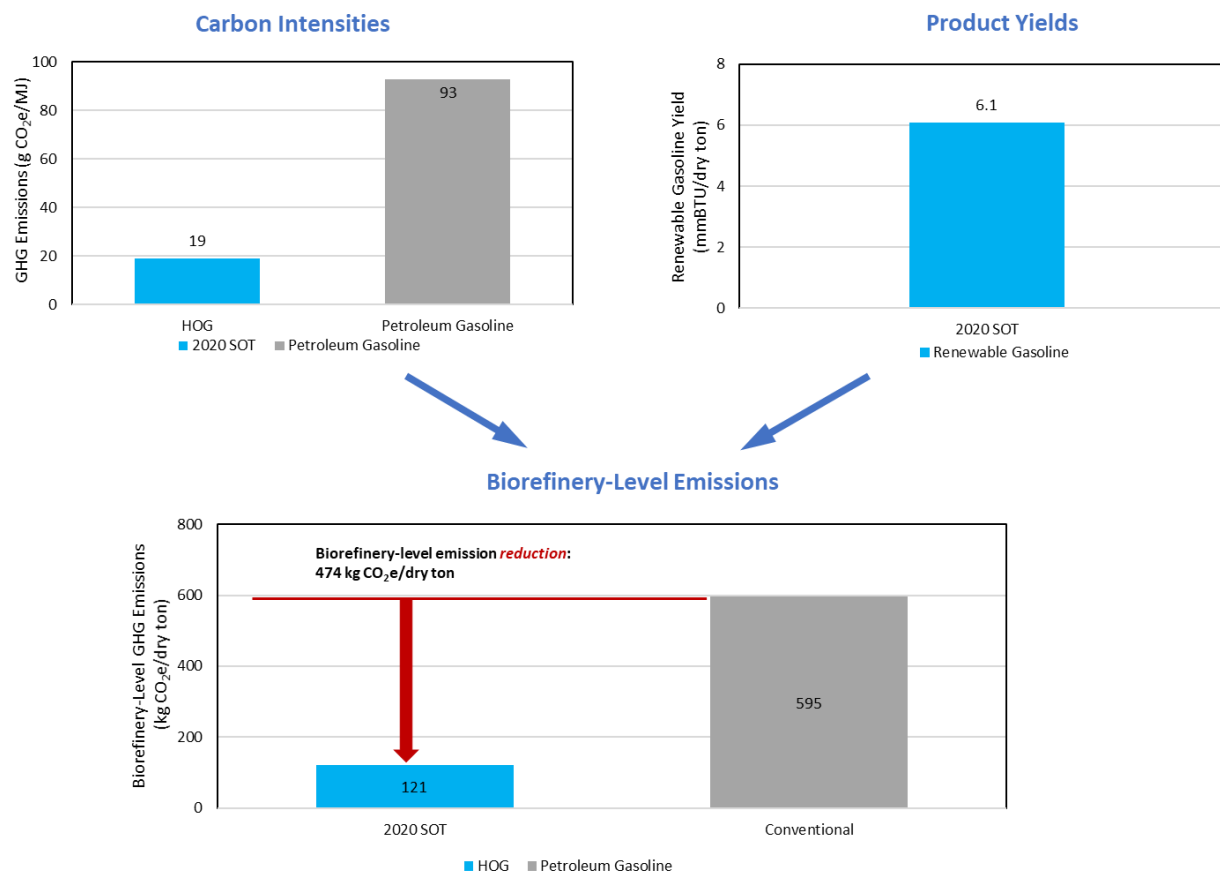 Carbon Intensities
GHG Emissions (g CO₂e/MJ)
100
80
60
40
20
0
19
93
HOG
Petroleum Gasoline
2020 SOT
Petroleum Gasoline
Product Yields
Renewable Gasoline Yield
(mmBTU/dry ton)
8
6
4
2
0
6.1
2020 SOT
Renewable Gasoline
Biorefinery-Level Emissions
Biorefinery-Level GHG Emissions
(kg CO₂e/dry ton)
800
600
400
200
0
Biorefinery-level emission reduction:
474 kg CO₂e/dry ton
121
595
2020 SOT
Conventional
HOG
Petroleum Gasoline